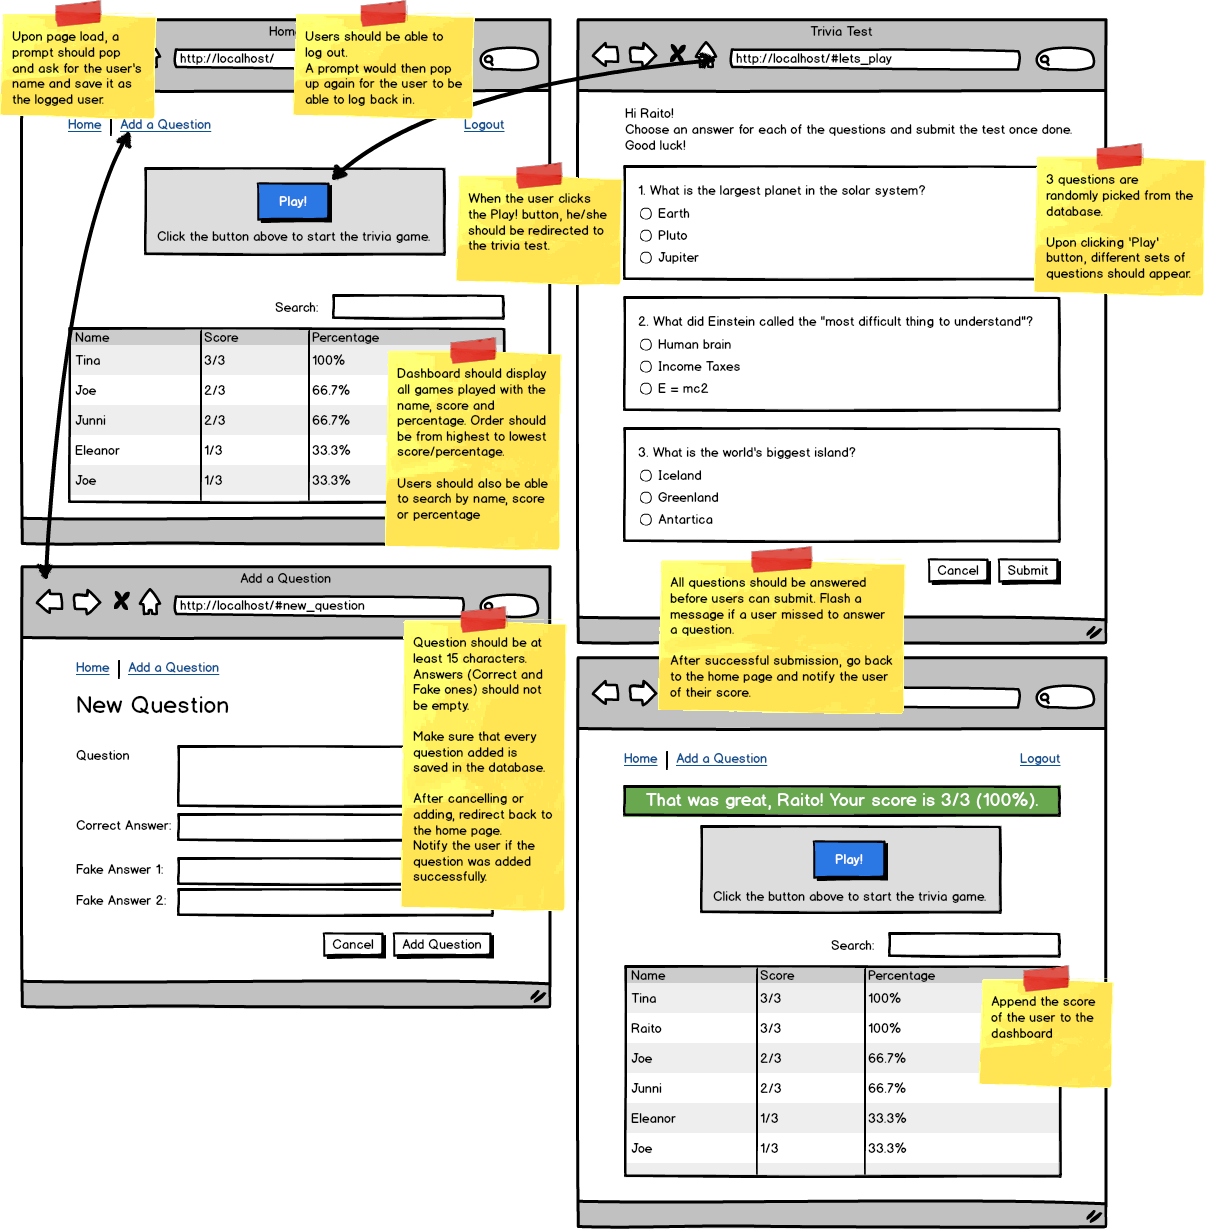 Upon page load, a
prompt should pop
and ask for the user's
name and save it as
the logged user.
Users should be able to
log out.
A prompt would then pop
up again for the user to be
able to log back in.
http://localhost/
Home
Add a Question
Logout
Play!
Click the button above to start the trivia game.
When the user clicks
the Play! button, he/she
should be redirected to
the trivia test.
Search:
Name Score Percentage
Tina 3/3 100%
Joe 2/3 66.7%
Junni 2/3 66.7%
Eleanor 1/3 33.3%
Joe 1/3 33.3%
Dashboard should display
all games played with the
name, score and
percentage. Order should
be from highest to lowest
score/percentage.
Users should also be able
to search by name, score
or percentage
Trivia Test
http://localhost/#lets_play
Hi Raito!
Choose an answer for each of the questions and submit the test once done.
Good luck!
1. What is the largest planet in the solar system?
Earth
Pluto
Jupiter
3 questions are
randomly picked from the
database.
Upon clicking 'Play'
button, different sets of
questions should appear.
2. What did Einstein called the "most difficult thing to understand"?
Human brain
Income Taxes
E = mc2
3. What is the world's biggest island?
Iceland
Greenland
Antartica
Cancel
Submit
All questions should be answered
before users can submit. Flash a
message if a user missed to answer
a question.
After successful submission, go back
to the home page and notify the user
of their score.
Add a Question
http://localhost/#new_question
Home
Add a Question
New Question
Question
Correct Answer:
Fake Answer 1:
Fake Answer 2:
Cancel
Add Question
Question should be at
least 15 characters.
Answers (Correct and
Fake ones) should not
be empty.
Make sure that every
question added is
saved in the database.
After cancelling or
adding, redirect back to
the home page.
Notify the user if the
question was added
successfully.
Home
Add a Question
Logout
That was great, Raito! Your score is 3/3 (100%).
Play!
Click the button above to start the trivia game.
Search:
Name Score Percentage
Tina 3/3 100%
Raito 3/3 100%
Joe 2/3 66.7%
Junni 2/3 66.7%
Eleanor 1/3 33.3%
Joe 1/3 33.3%
Append the score
of the user to the
dashboard